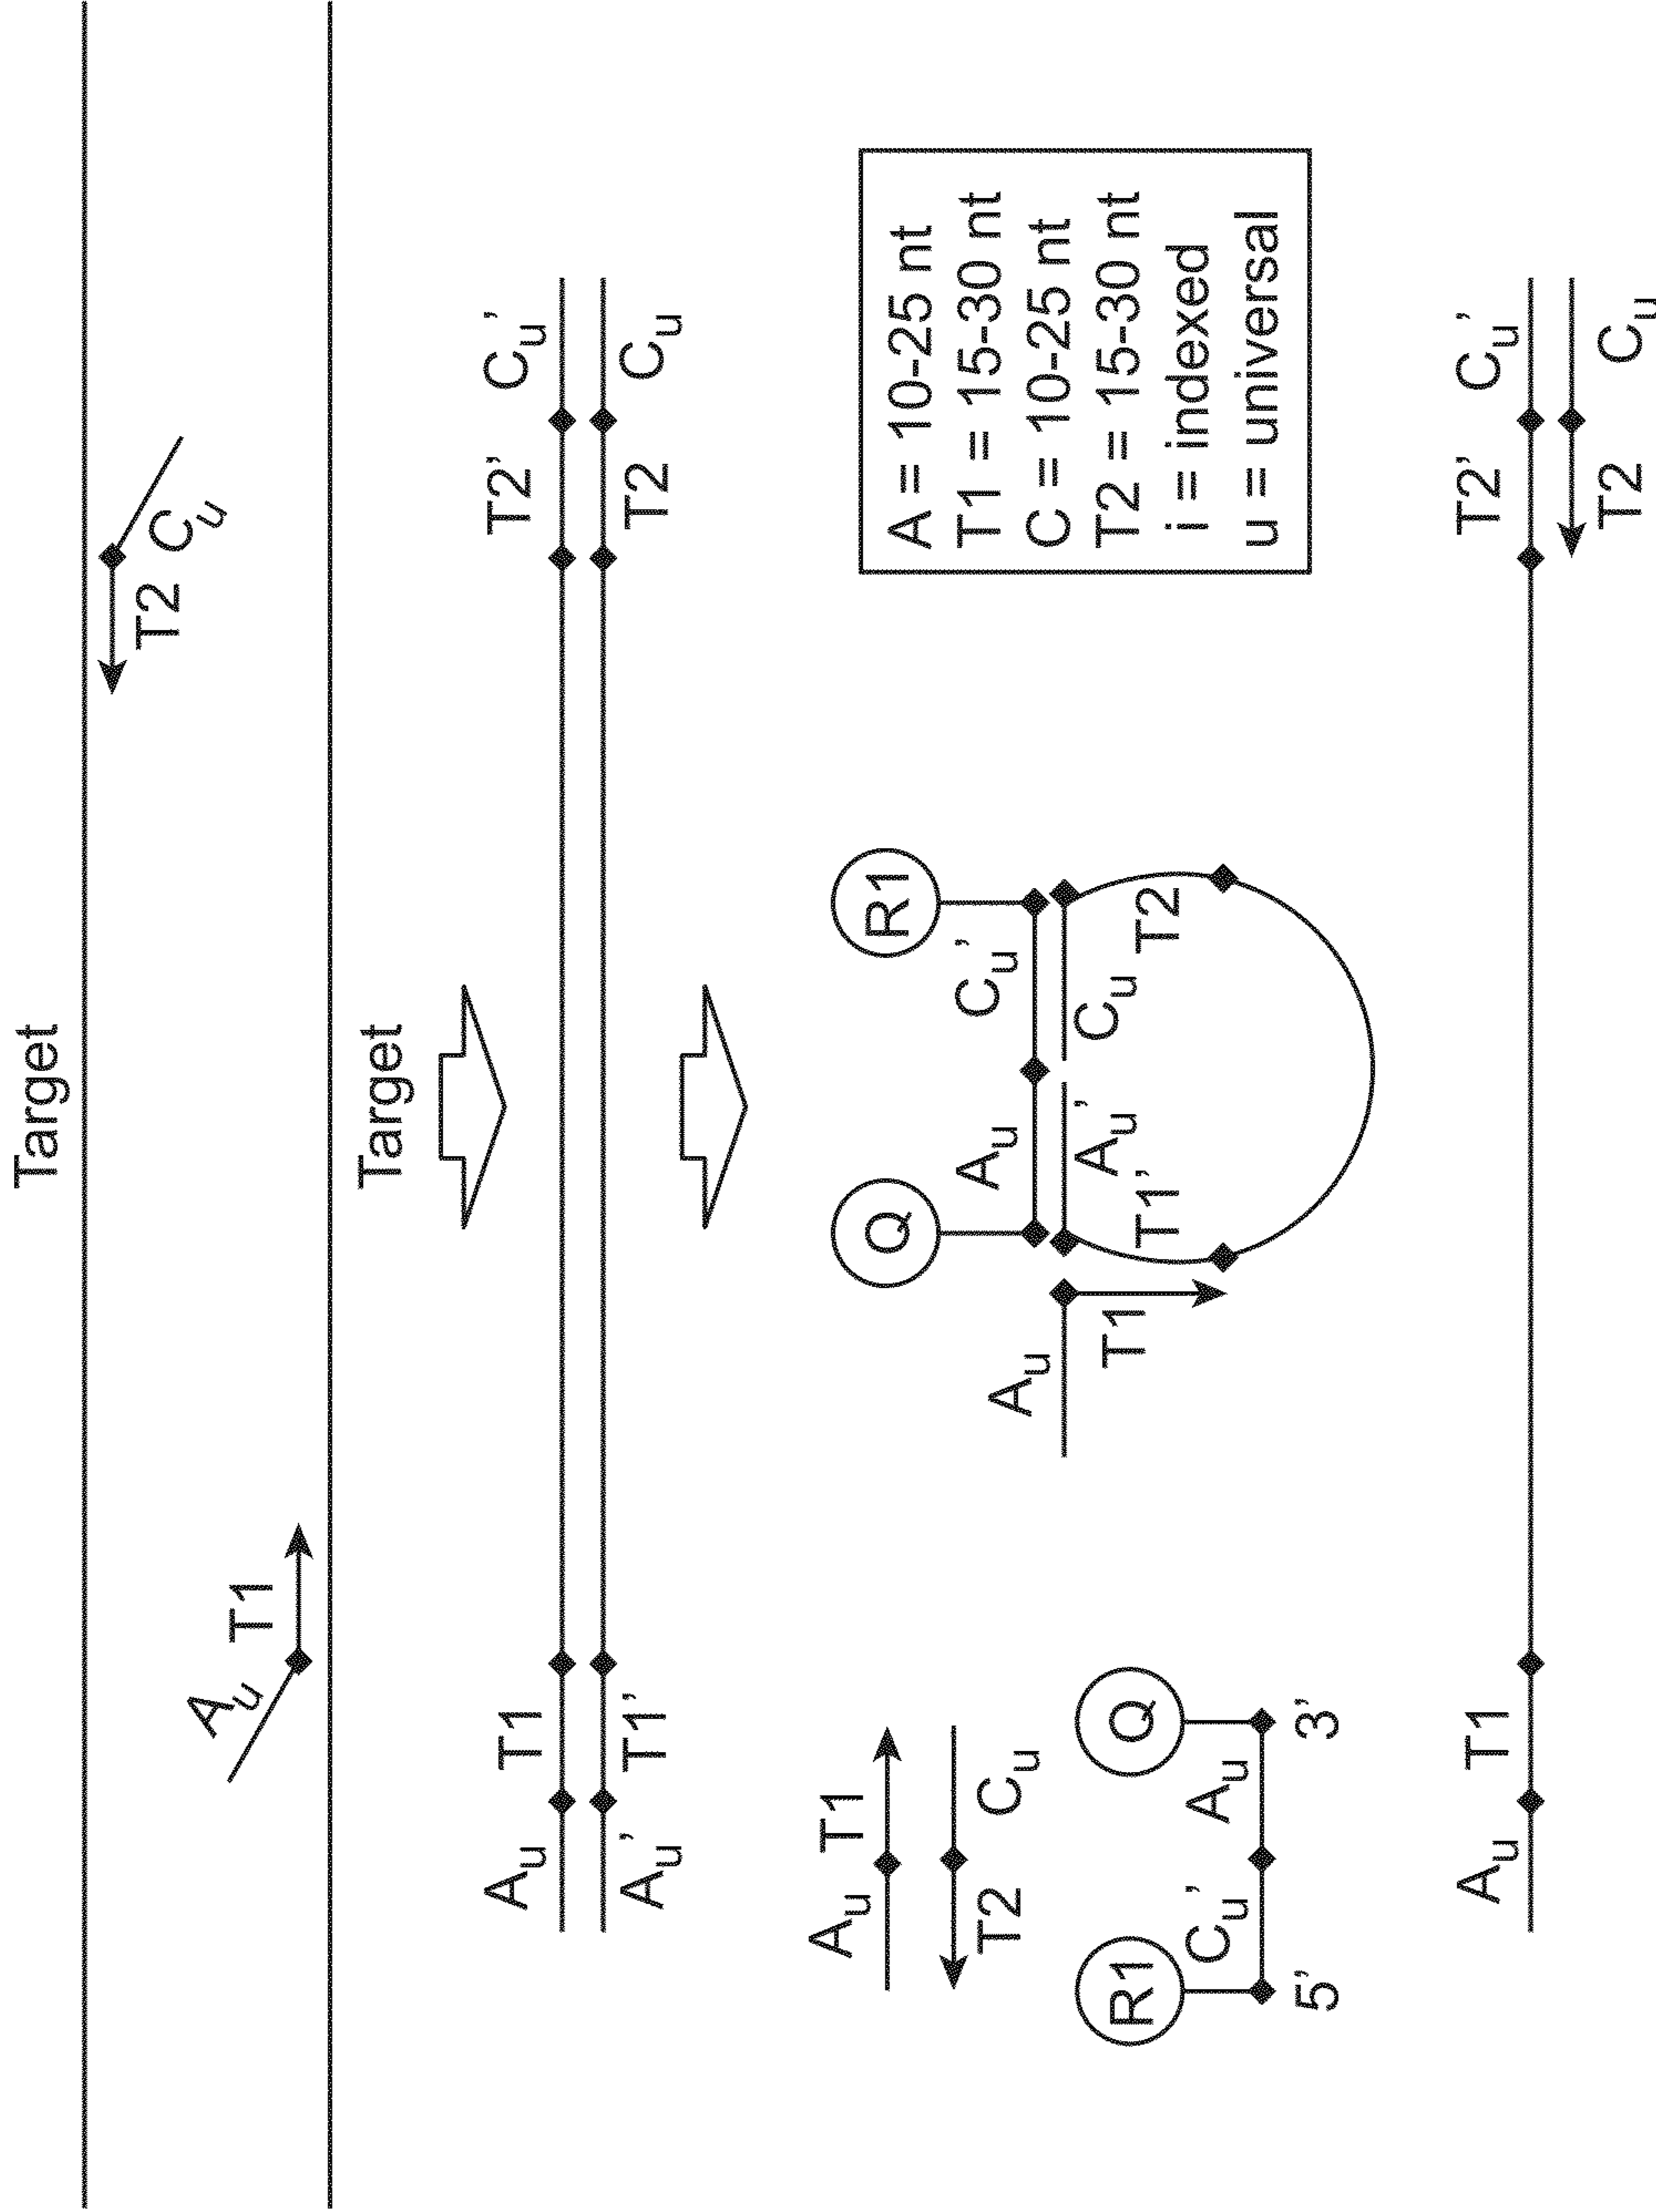 Target
T2
C_u
A_u
T1
Target
A_u
T1
T2'
C_u'
A_u'
T1'
T2
C_u
A_u
T1
T2
C_u
R1
Q
C_u'
A_u
5'
3'
Q
R1
A_u
C_u'
A_u'
C_u
A_u
T1
T1'
T2
A = 10-25 nt
T1 = 15-30 nt
C = 10-25 nt
T2 = 15-30 nt
i = indexed
u = universal
A_u
T1
T2'
C_u'
T2
C_u